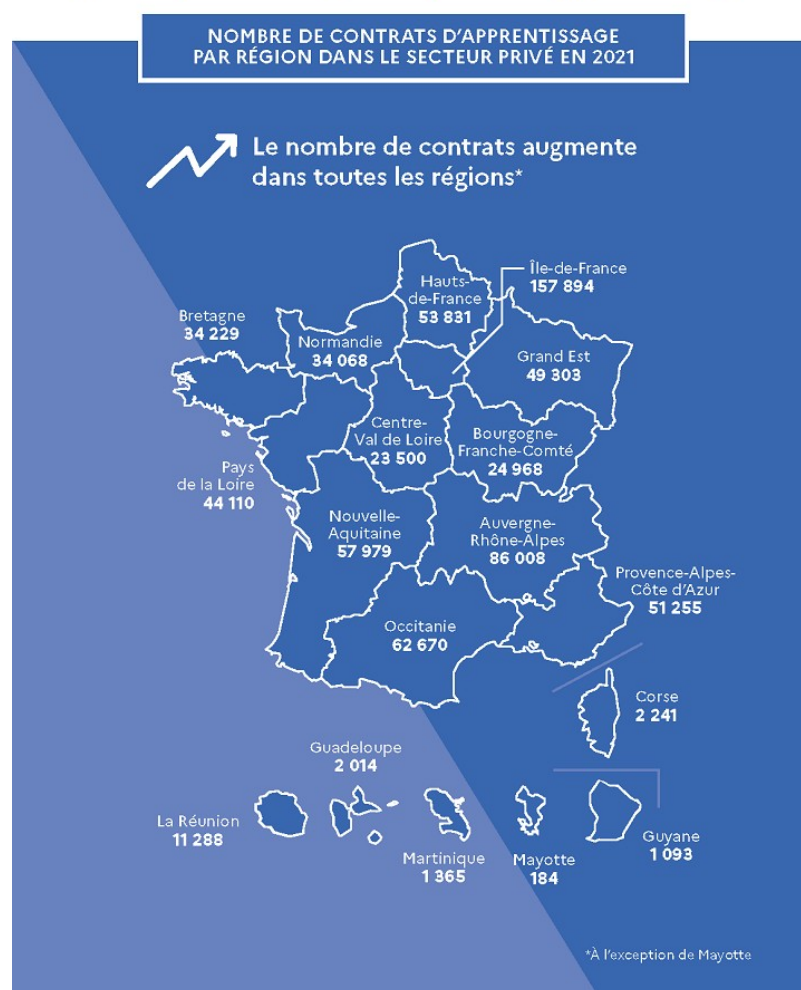 NOMBRE DE CONTRATS D’APPRENTISSAGE
PAR RÉGION DANS LE SECTEUR PRIVÉ EN 2021
Le nombre de contrats augmente
dans toutes les régions*
Hauts-
de-France
53 831
Île-de-France
157 894
Bretagne
34 229
Normandie
34 068
Grand Est
49 303
Centre-
Val de Loire
23 500
Bourgogne-
Franche-Comté
24 968
Pays
de la Loire
44 110
Nouvelle-
Aquitaine
57 979
Auvergne-
Rhône-Alpes
86 008
Provence-Alpes-
Côte d’Azur
51 255
Occitanie
62 670
Corse
2 241
Guadeloupe
2 014
La Réunion
11 288
Martinique
1 365
Mayotte
184
Guyane
1 093
*À l’exception de Mayotte